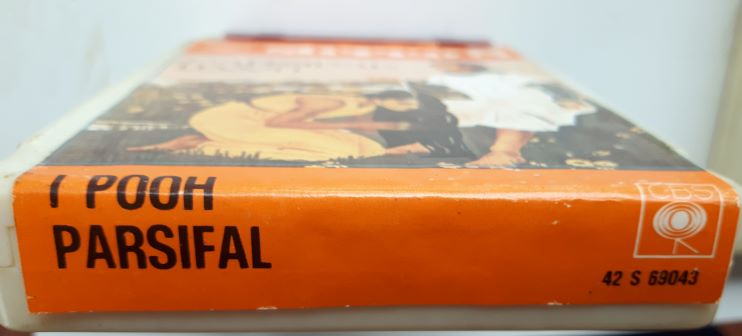 I POOH
PARSIFAL
CBS
42 S 69043